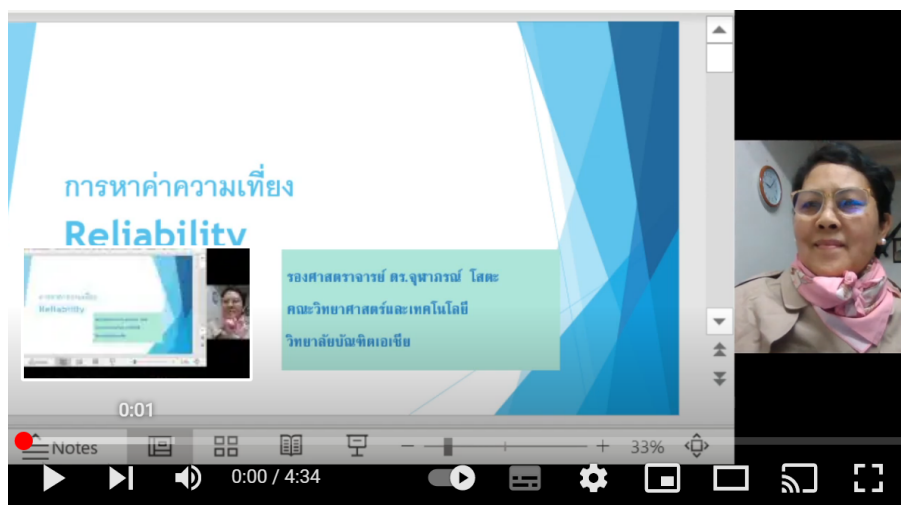 การหาค่าความเที่ยง
Reliability
รองศาสตราจารย์ ดร.จุฬาภรณ์ โสตะ
คณะวิทยาศาสตร์และเทคโนโลยี
วิทยาลัยบัณฑิตเอเซีย
Reliability
0:01
Notes
33%
0:00 / 4:34